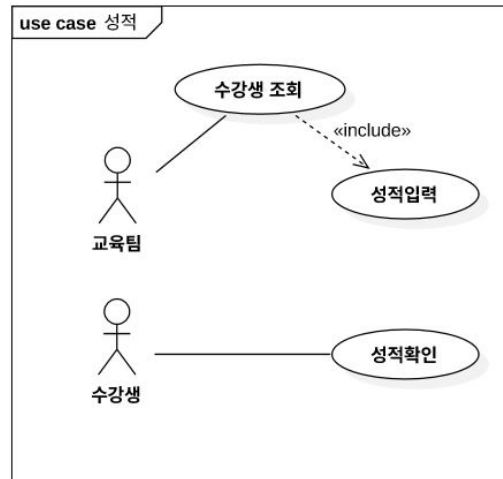 use case 성적
수강생 조회
«include»
성적입력
교육팀
성적확인
수강생